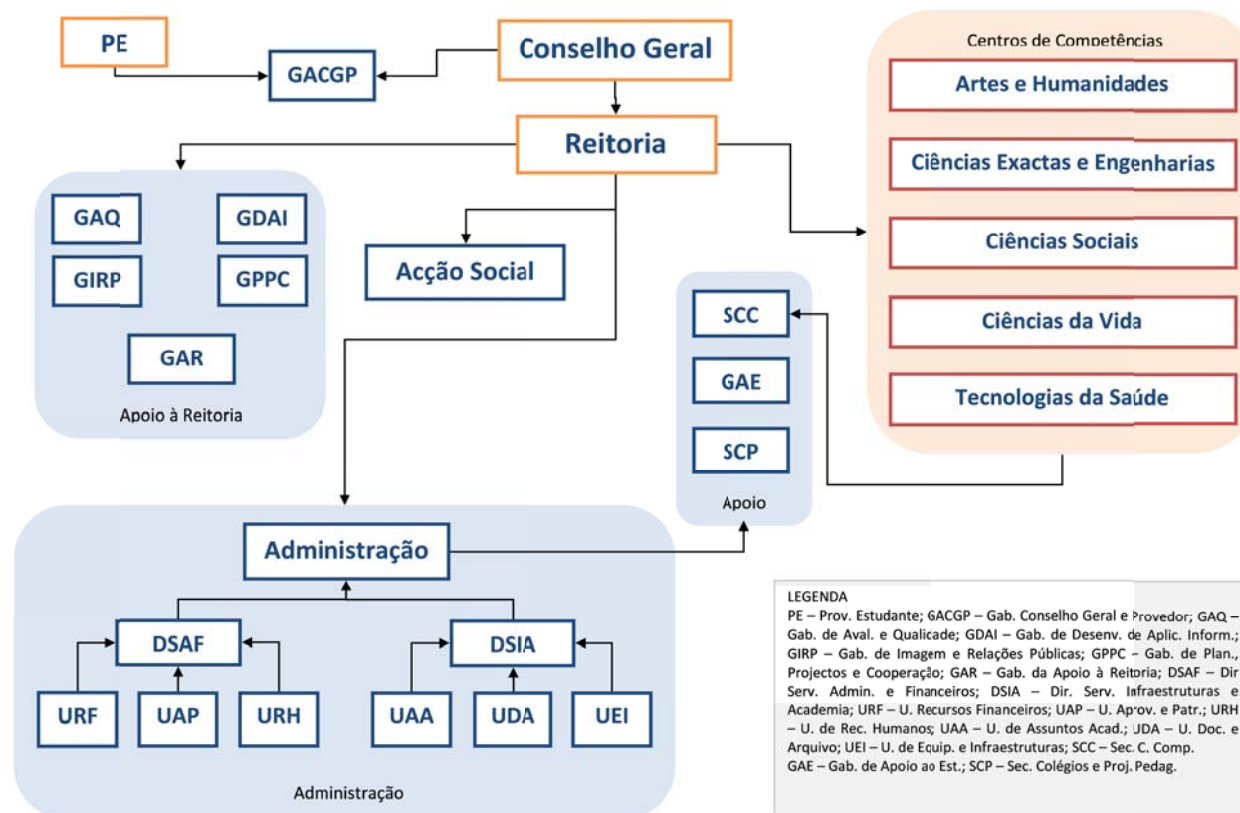 PE
GACGP
Conselho Geral
Reitoria
Centros de Competências
Artes e Humanidades
Ciências Exactas e Engenharias
Ciências Sociais
Ciências da Vida
Tecnologias da Saúde
GAQ
GDAI
GIRP
GPPC
GAR
Apoio à Reitoria
Acção Social
SCC
GAE
SCP
Apoio
Administração
DSAF
DSIA
URF
UAP
URH
UAA
UDA
UEI
Administração
LEGENDA
PE – Prov. Estudante; GACGP – Gab. Conselho Geral e Provedor; GAQ –
Gab. de Aval. e Qualicade; GDAI – Gab. de Desenv. de Aplic. Inform.;
GIRP – Gab. de Imagem e Relações Públicas; GPPC – Gab. de Plan.,
Projectos e Cooperação; GAR – Gab. da Apoio à Reitoria; DSAF – Dir
Serv. Admin. e Financeiros; DSIA – Dir. Serv. Infraestruturas e
Academia; URF – U. Recursos Financeiros; UAP – U. Aprov. e Patr.; URH
– U. de Rec. Humanos; UAA – U. de Assuntos Acad.; UDA – U. Doc. e
Arquivo; UEI – U. de Equip. e Infraestruturas; SCC – Sec. C. Comp.
GAE – Gab. de Apoio ao Est.; SCP – Sec. Colégios e Proj. Pedag.